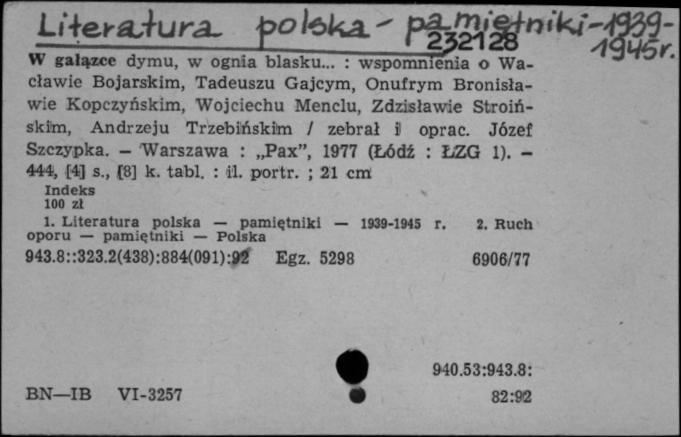 Literatura polska - pamiętniki - 1939-
1945r.
232128
W gałązce dymu, w ognia blasku... : wspomnienia o Wa-
cławie Bojarskim, Tadeuszu Gajcym, Onufrym Bronisła-
wie Kopczyńskim, Wojciechu Menclu, Zdzisławie Stroiń-
skim, Andrzeju Trzebińskim / zebrał i oprac. Józef
Szczypka. — Warszawa : „Pax”, 1977 (Łódź : ŁZG 1). —
444, [4] s., [8] k. tabl. : il. portr. ; 21 cm
Indeks
100 zł
1. Literatura polska — pamiętniki — 1939-1945 r. 2. Ruch
oporu — pamiętniki — Polska
943.8::323.2(438):884(091):92 Egz. 5298 6906/77
940.53:943.8:
BN—IB VI-3257 82:92